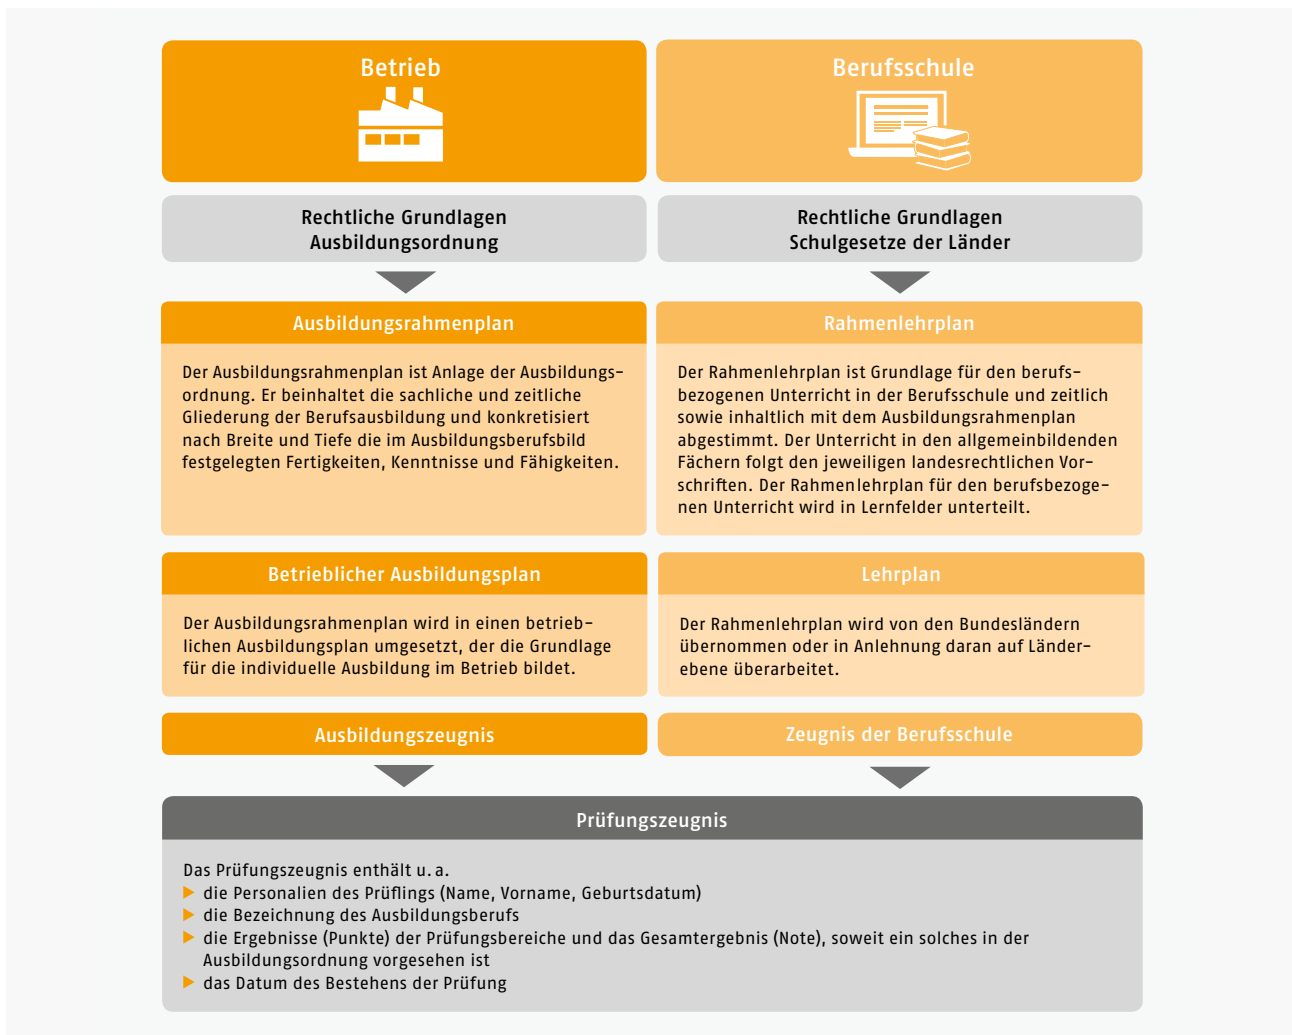 Betrieb
Berufsschule
Rechtliche Grundlagen
Ausbildungsordnung
Rechtliche Grundlagen
Schulgesetze der Länder
Ausbildungsrahmenplan
Der Ausbildungsrahmenplan ist Anlage der Ausbildungs-
ordnung. Er beinhaltet die sachliche und zeitliche
Gliederung der Berufsausbildung und konkretisiert
nach Breite und Tiefe die im Ausbildungsberufsbild
festgelegten Fertigkeiten, Kenntnisse und Fähigkeiten.
Rahmenlehrplan
Der Rahmenlehrplan ist Grundlage für den berufs-
bezogenen Unterricht in der Berufsschule und zeitlich
sowie inhaltlich mit dem Ausbildungsrahmenplan
abgestimmt. Der Unterricht in den allgemeinbildenden
Fächern folgt den jeweiligen landesrechtlichen Vor-
schriften. Der Rahmenlehrplan für den berufsbezoge-
nen Unterricht wird in Lernfelder unterteilt.
Betrieblicher Ausbildungsplan
Der Ausbildungsrahmenplan wird in einen betrieb-
lichen Ausbildungsplan umgesetzt, der die Grundlage
für die individuelle Ausbildung im Betrieb bildet.
Lehrplan
Der Rahmenlehrplan wird von den Bundesländern
übernommen oder in Anlehnung daran auf Länder-
ebene überarbeitet.
Ausbildungszeugnis
Zeugnis der Berufsschule
Prüfungszeugnis
Das Prüfungszeugnis enthält u. a.
▶ die Personalien des Prüflings (Name, Vorname, Geburtsdatum)
▶ die Bezeichnung des Ausbildungsberufs
▶ die Ergebnisse (Punkte) der Prüfungsbereiche und das Gesamtergebnis (Note), soweit ein solches in der
Ausbildungsordnung vorgesehen ist
▶ das Datum des Bestehens der Prüfung